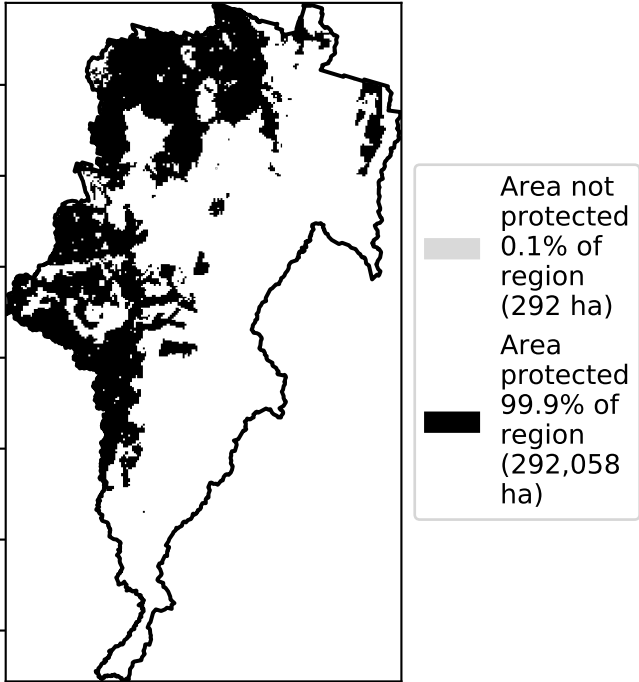 Area not
protected
0.1% of
region
(292 ha)
Area
protected
99.9% of
region
(292,058
ha)